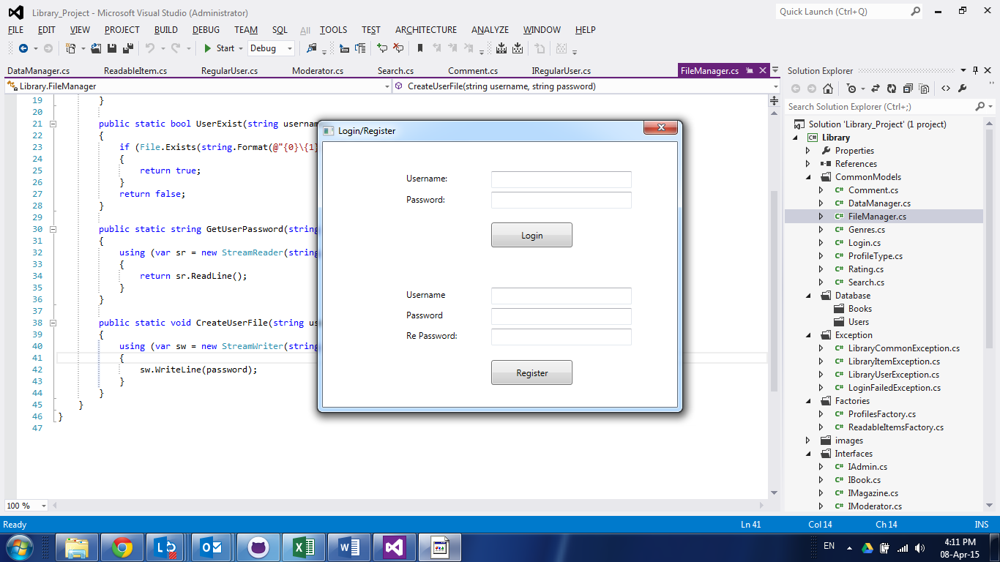 Library_Project - Microsoft Visual Studio (Administrator)
Quick Launch (Ctrl+Q)
FILE EDIT VIEW PROJECT BUILD DEBUG TEAM SQL All TOOLS TEST ARCHITECTURE ANALYZE WINDOW HELP
Start Debug
DataManager.cs ReadableItem.cs RegularUser.cs Moderator.cs Search.cs Comment.cs IRegularUser.cs FileManager.cs
Library.FileManager CreateUserFile(string username, string password)
19 }
20
21 public static bool UserExist(string usernam
22 {
23 if (File.Exists(string.Format(@"{0}\{1}
24 {
25 return true;
26 }
27 return false;
28 }
29
30 public static string GetUserPassword(string
31 {
32 using (var sr = new StreamReader(string
33 {
34 return sr.ReadLine();
35 }
36 }
37
38 public static void CreateUserFile(string us
39 {
40 using (var sw = new StreamWriter(string
41 {
42 sw.WriteLine(password);
43 }
44 }
45 }
46 }
47
100 %
Login/Register
Username:
Password:
Login
Username
Password
Re Password:
Register
Solution Explorer
Search Solution Explorer (Ctrl+;)
Solution 'Library_Project' (1 project)
C# Library
Properties
References
CommonModels
C# Comment.cs
C# DataManager.cs
C# FileManager.cs
C# Genres.cs
C# Login.cs
C# ProfileType.cs
C# Rating.cs
C# Search.cs
Database
Books
Users
Exception
C# LibraryCommonException.cs
C# LibraryItemException.cs
C# LibraryUserException.cs
C# LoginFailedException.cs
Factories
C# ProfilesFactory.cs
C# ReadableItemsFactory.cs
images
Interfaces
C# IAdmin.cs
C# IBook.cs
C# IMagazine.cs
C# IModerator.cs
Ready Ln 41 Col 14 Ch 14 INS
EN 4:11 PM
08-Apr-15